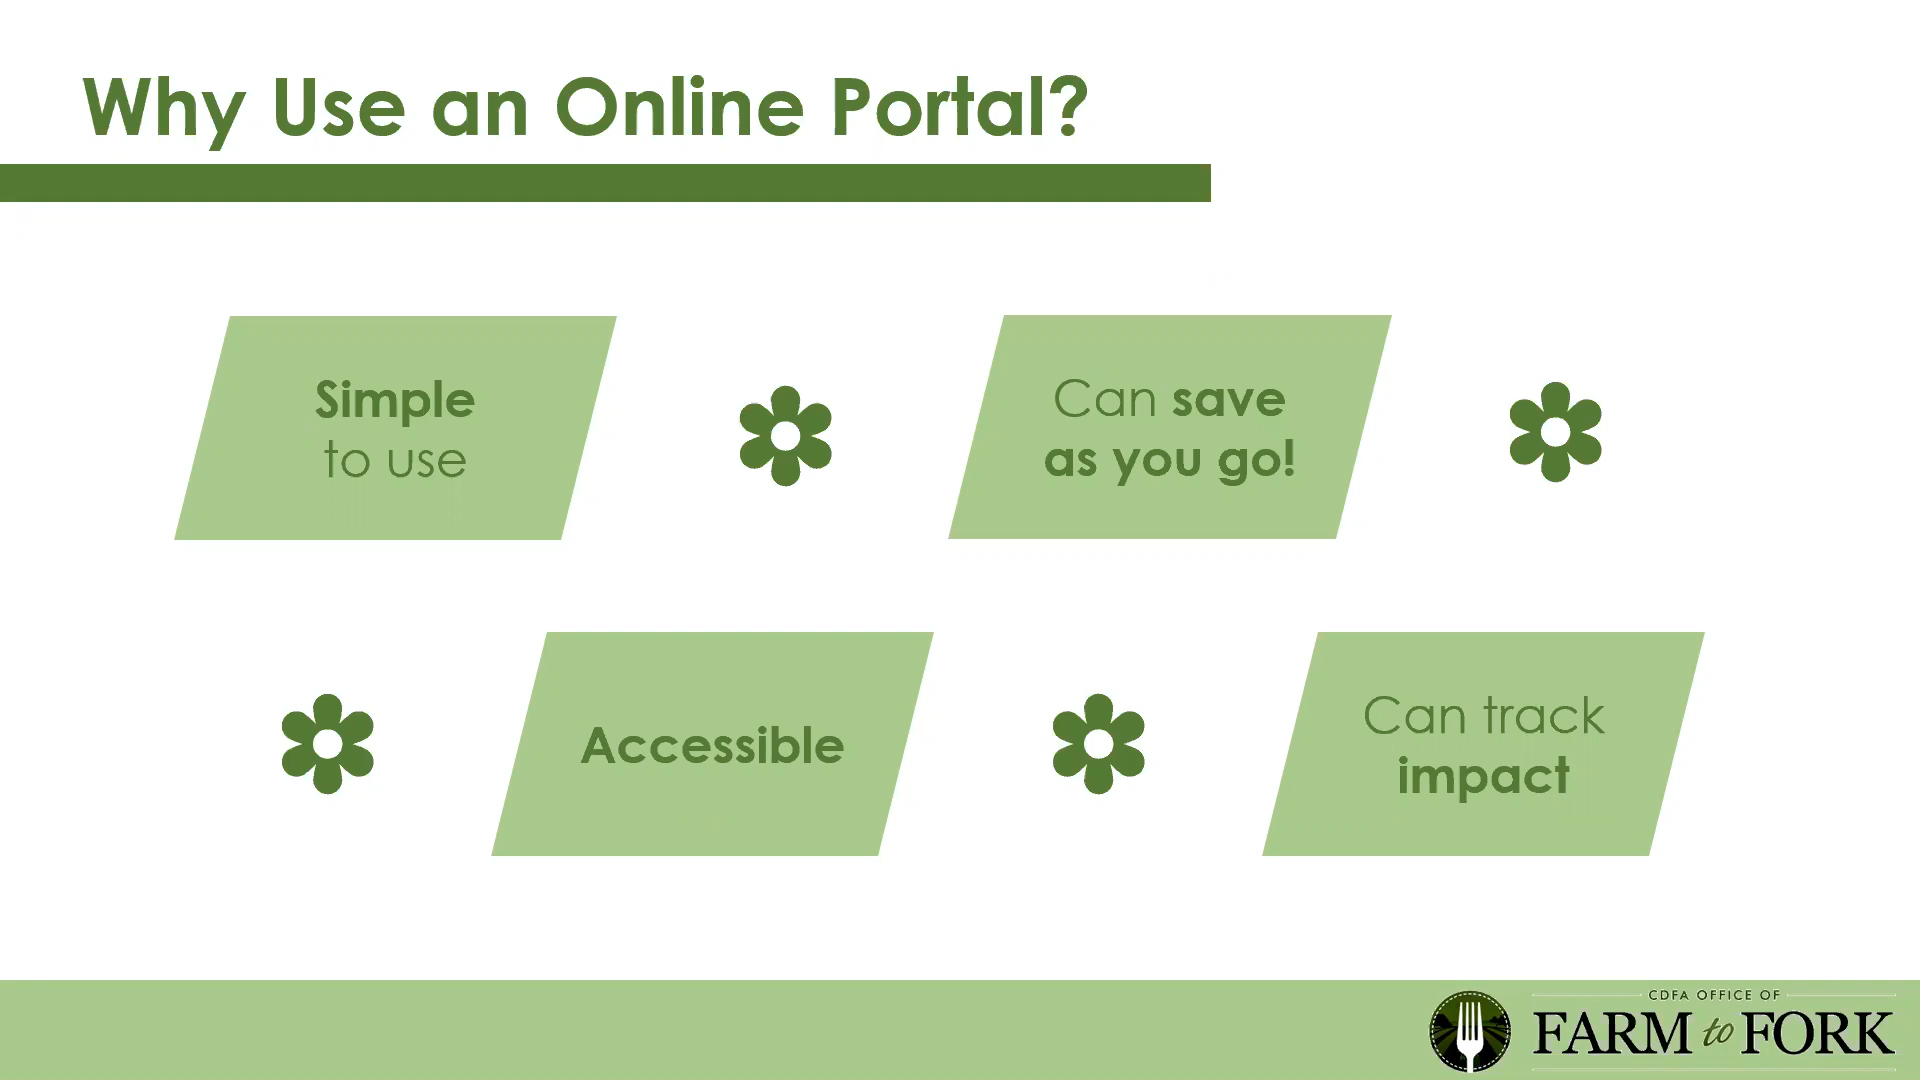 Why Use an Online Portal?
Simple
to use
Can save
as you go!
Accessible
Can track
impact
CDFA OFFICE OF
FARM to FORK